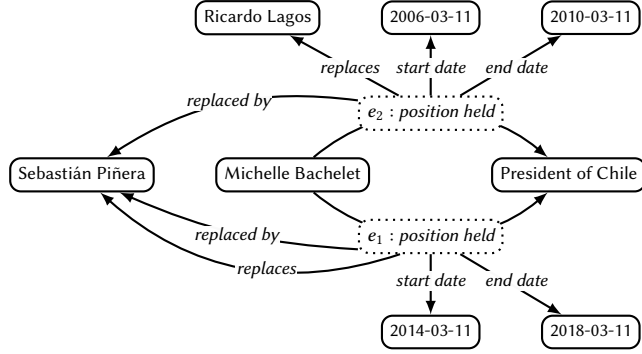 Ricardo Lagos
2006-03-11
2010-03-11
replaces
start date
end date
replaced by
e₂ : position held
Sebastián Piñera
Michelle Bachelet
President of Chile
replaced by
e₁ : position held
replaces
start date
end date
2014-03-11
2018-03-11